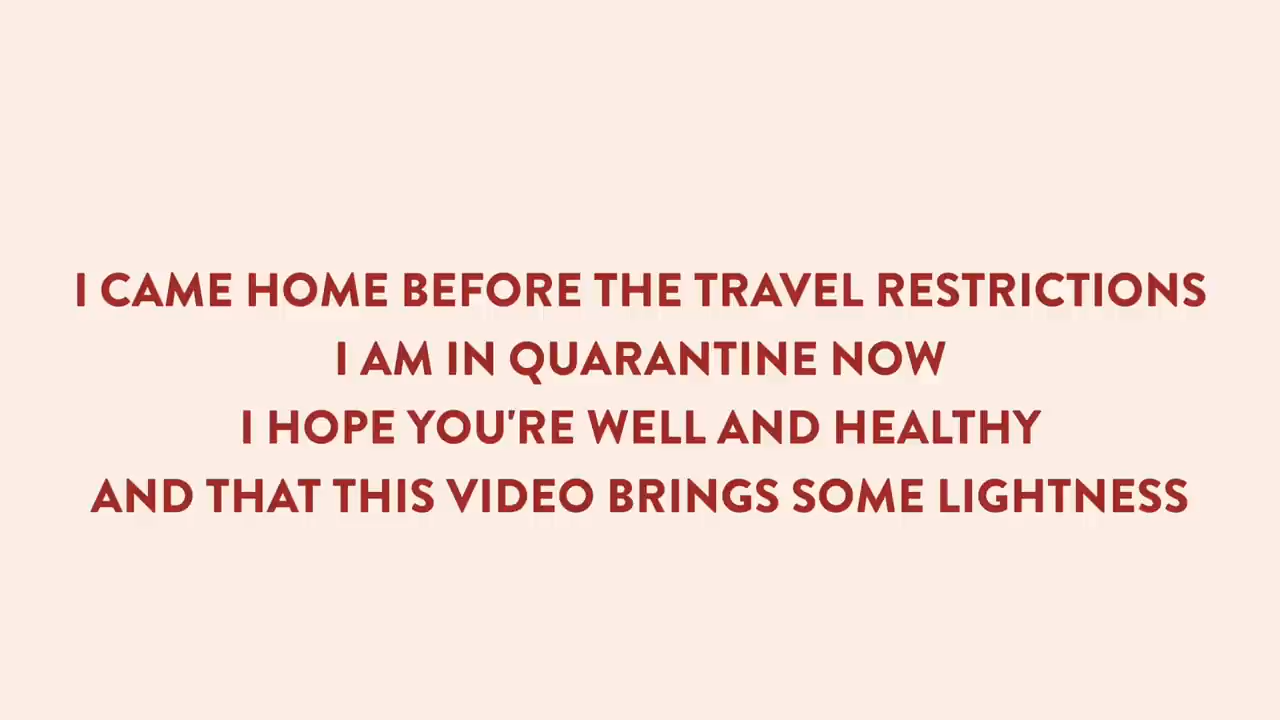 I CAME HOME BEFORE THE TRAVEL RESTRICTIONS
I AM IN QUARANTINE NOW
I HOPE YOU'RE WELL AND HEALTHY
AND THAT THIS VIDEO BRINGS SOME LIGHTNESS